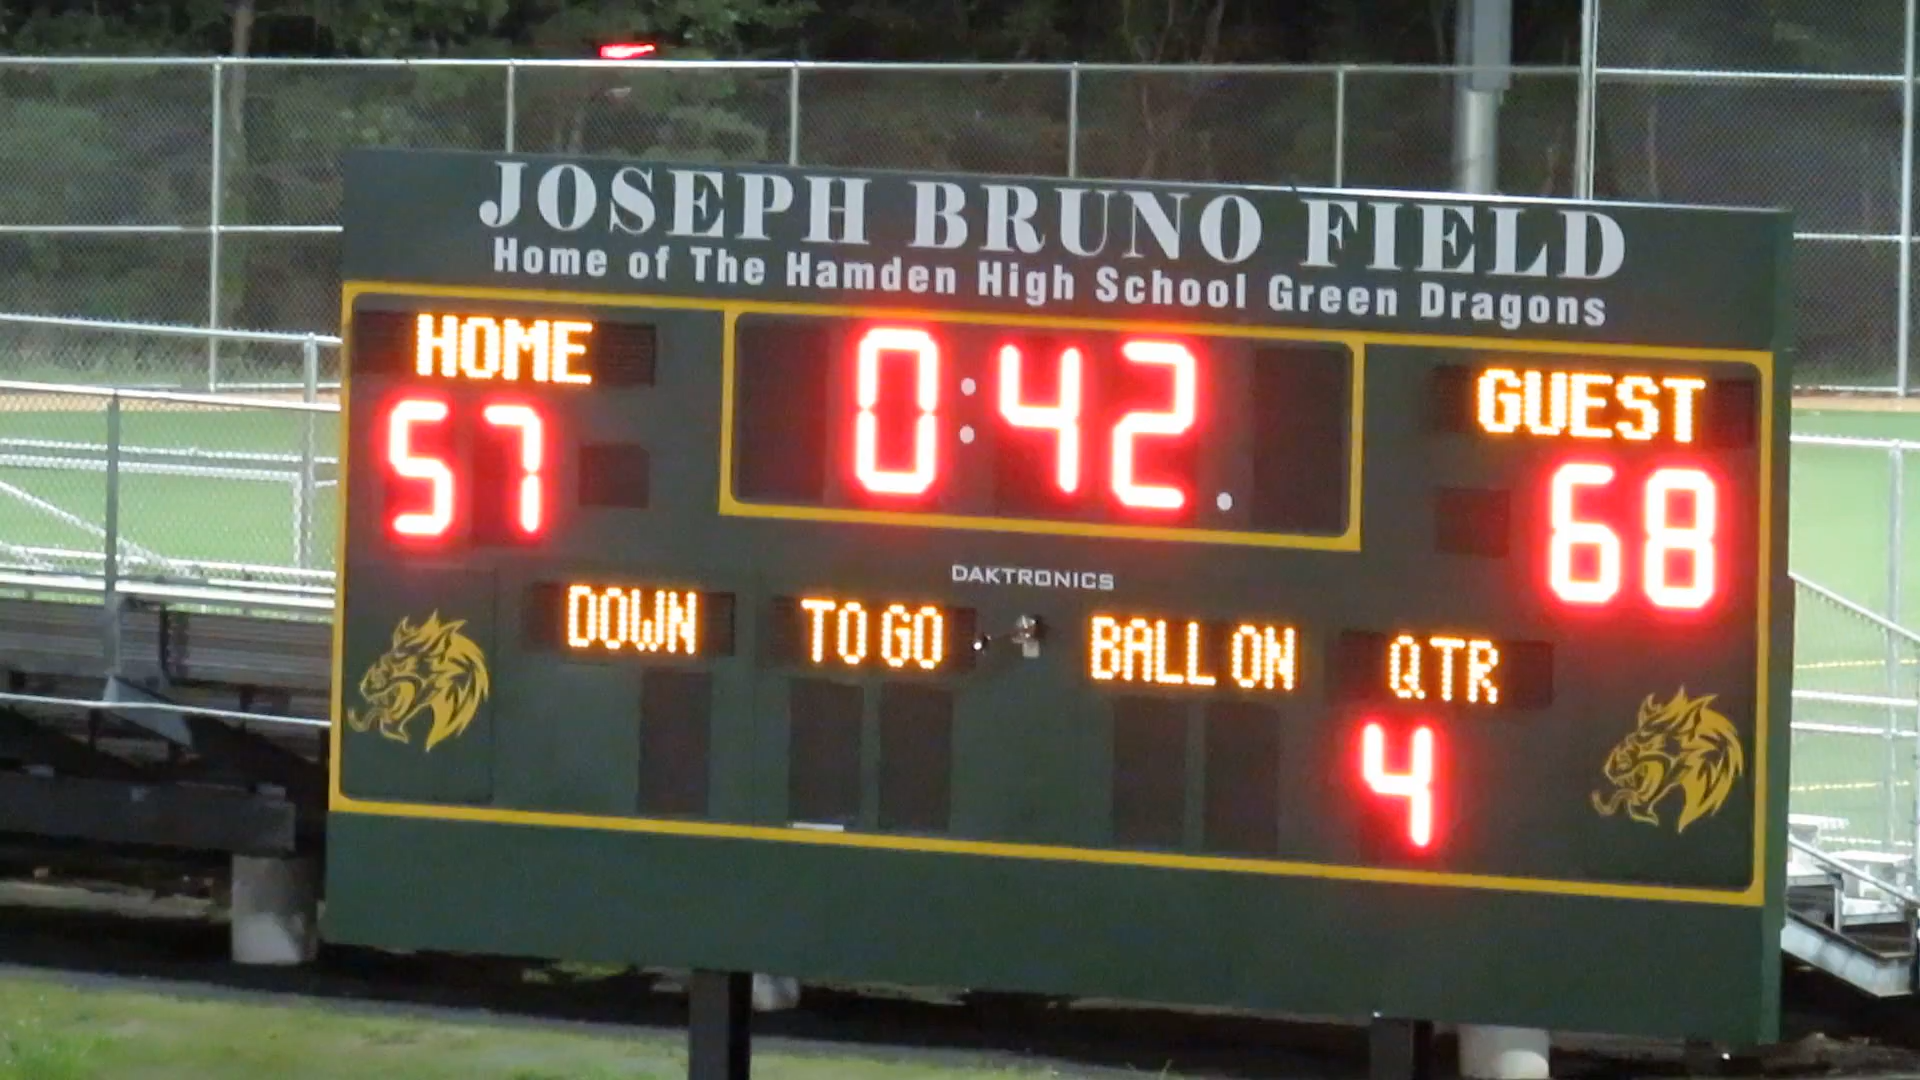 JOSEPH BRUNO FIELD
Home of The Hamden High School Green Dragons
HOME
0:42.
GUEST
57
68
DAKTRONICS
DOWN
TO GO
BALL ON
QTR
4